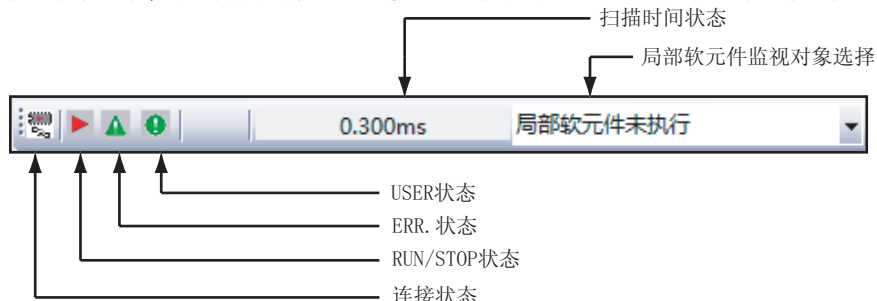 扫描时间状态
局部软元件监视对象选择
0.300ms
局部软元件未执行
USER状态
ERR.状态
RUN/STOP状态
连接状态